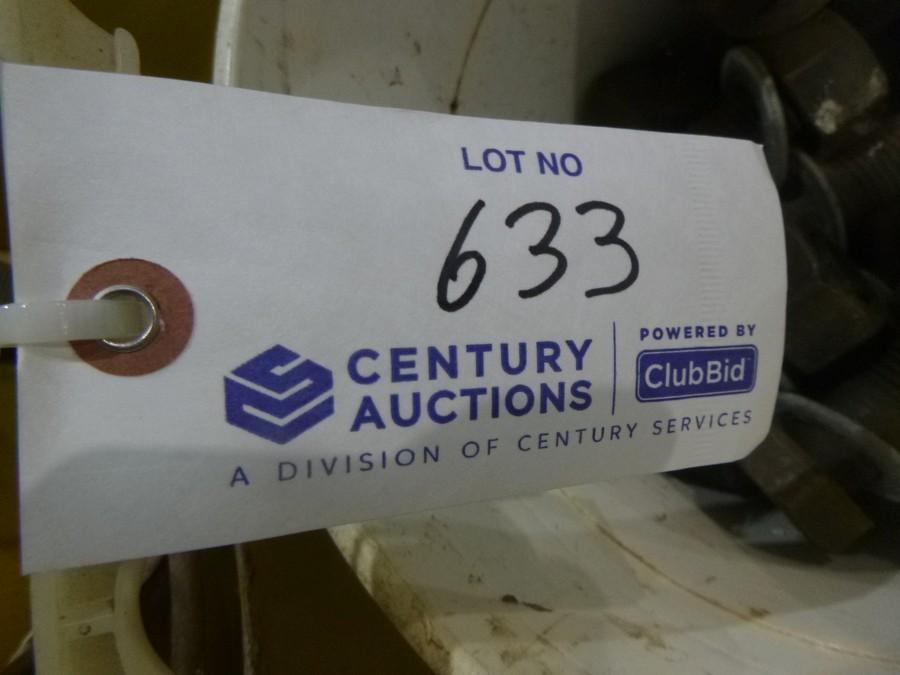 LOT NO
633
CENTURY
AUCTIONS
A DIVISION OF CENTURY SERVICES
POWERED BY
ClubBid